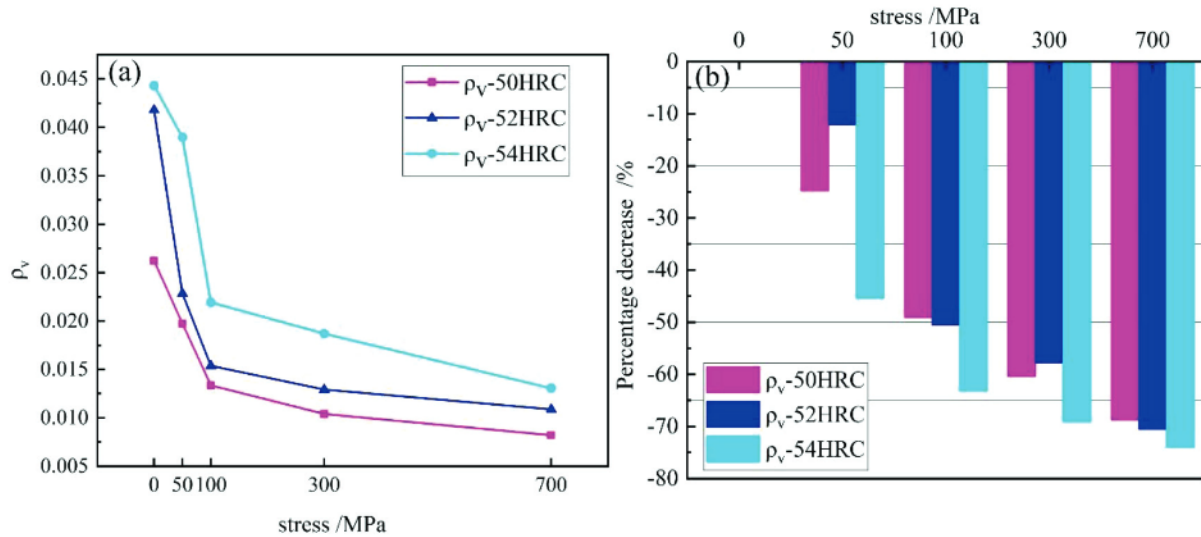 (a)
ρv-50HRC
ρv-52HRC
ρv-54HRC
0.045
0.040
0.035
0.030
0.025
0.020
0.015
0.010
0.005
ρv
0 50 100 300 700
stress /MPa
stress /MPa
0 50 100 300 700
(b)
0
-10
-20
-30
-40
-50
-60
-70
-80
Percentage decrease /%
ρv-50HRC
ρv-52HRC
ρv-54HRC